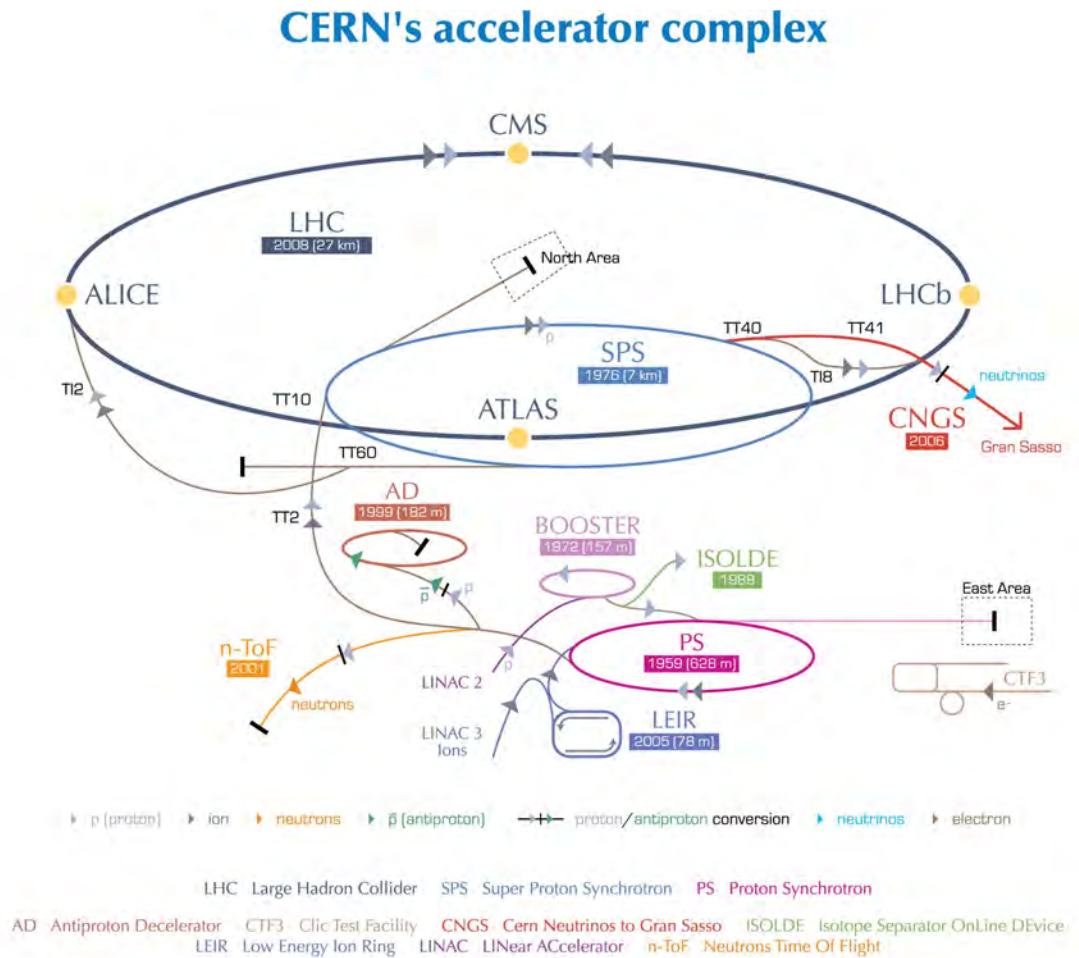 CERN's accelerator complex
CMS
LHC
2008 (27 km)
North Area
ALICE
LHCb
TT40
TT41
p
SPS
1976 (7 km)
TI2
TI8
neutrinos
TT10
ATLAS
CNGS
2006
Gran Sasso
TT60
AD
1999 (182 m)
TT2
BOOSTER
1972 (157 m)
ISOLDE
1989
p̅
p
East Area
n-ToF
2001
PS
1959 (628 m)
p
LINAC 2
neutrons
CTF3
e-
LEIR
2005 (78 m)
LINAC 3
Ions
p (proton) ion neutrons p̅ (antiproton) proton/antiproton conversion neutrinos electron
LHC Large Hadron Collider SPS Super Proton Synchrotron PS Proton Synchrotron
AD Antiproton Decelerator CTF3 Clic Test Facility CNGS Cern Neutrinos to Gran Sasso ISOLDE Isotope Separator OnLine DEvice
LEIR Low Energy Ion Ring LINAC LINear ACcelerator n-ToF Neutrons Time Of Flight